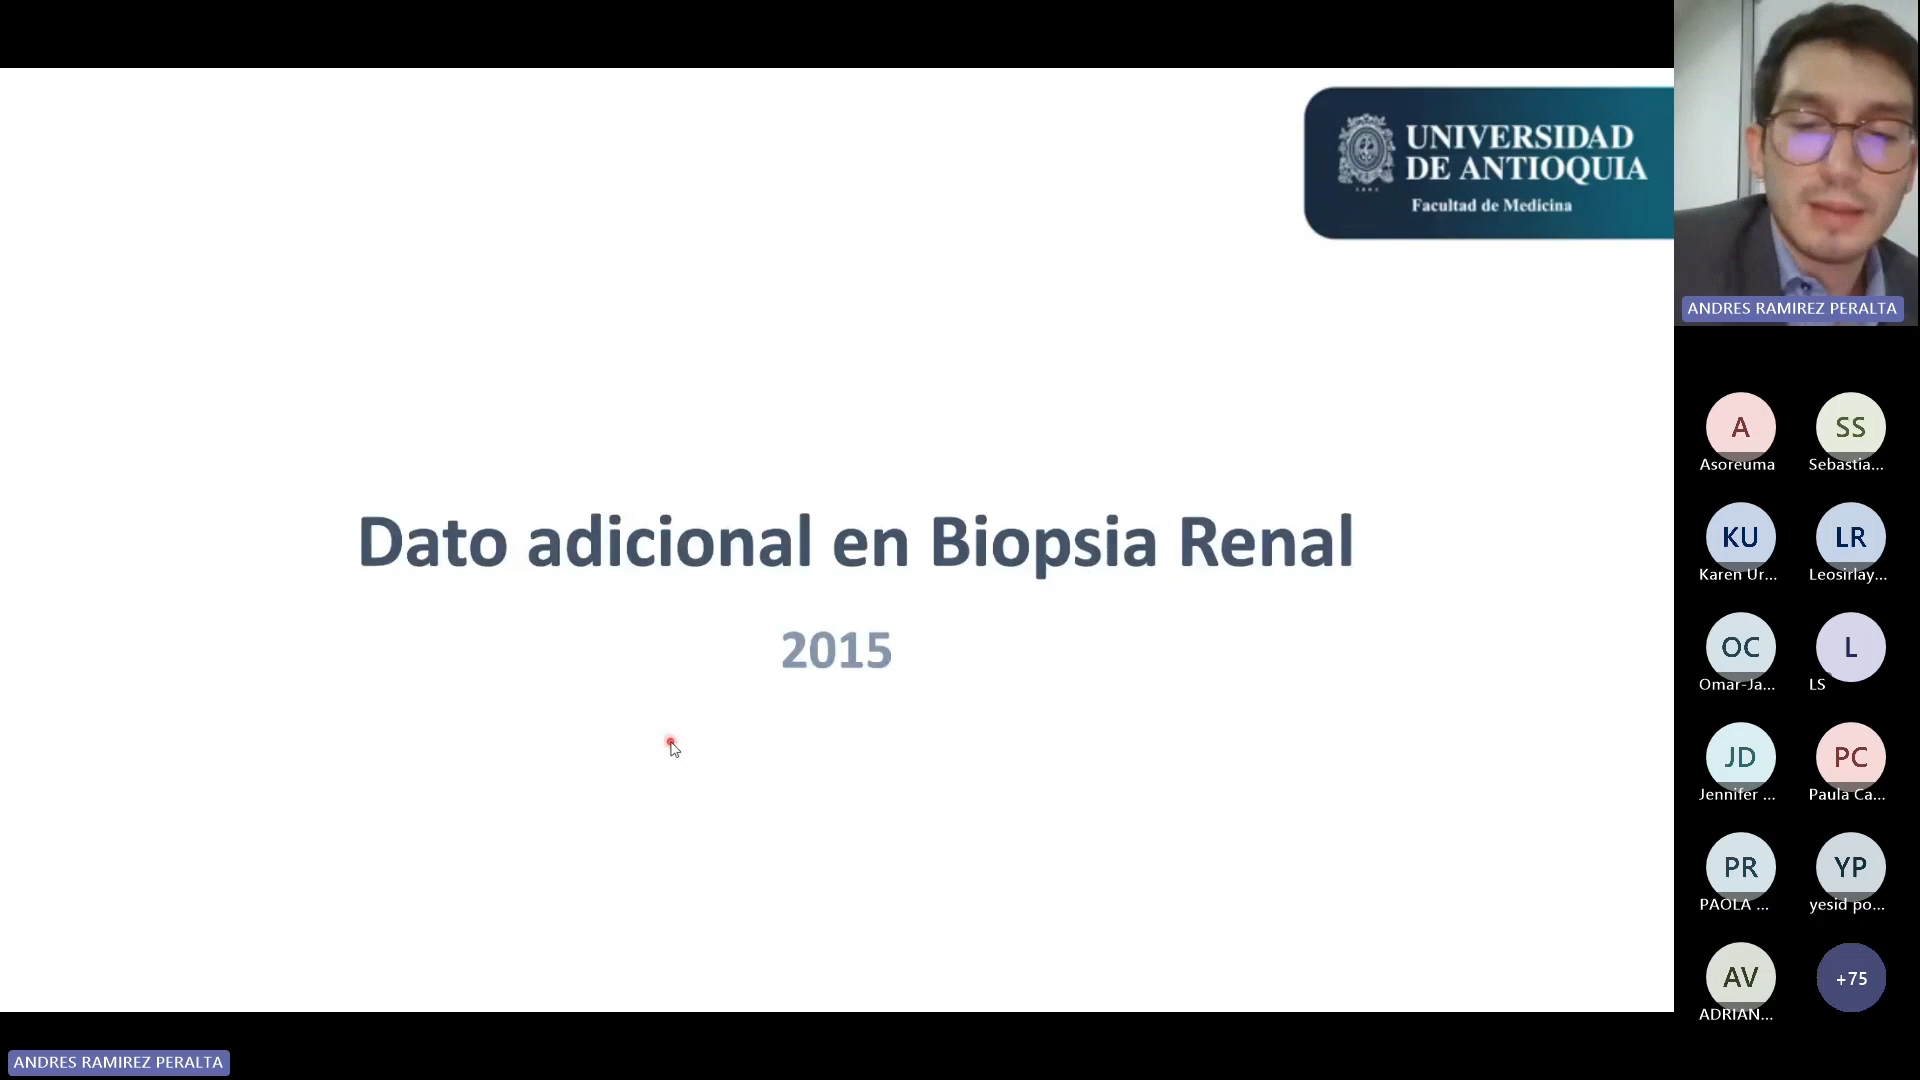 UNIVERSIDAD
DE ANTIOQUIA
1803
Facultad de Medicina
Dato adicional en Biopsia Renal
2015
ANDRES RAMIREZ PERALTA
A
Asoreuma
SS
Sebastia...
KU
Karen Ur...
LR
Leosirlay...
OC
Omar-Ja...
L
LS
JD
Jennifer ...
PC
Paula Ca...
PR
PAOLA ...
YP
yesid po...
AV
ADRIAN...
+75
ANDRES RAMIREZ PERALTA